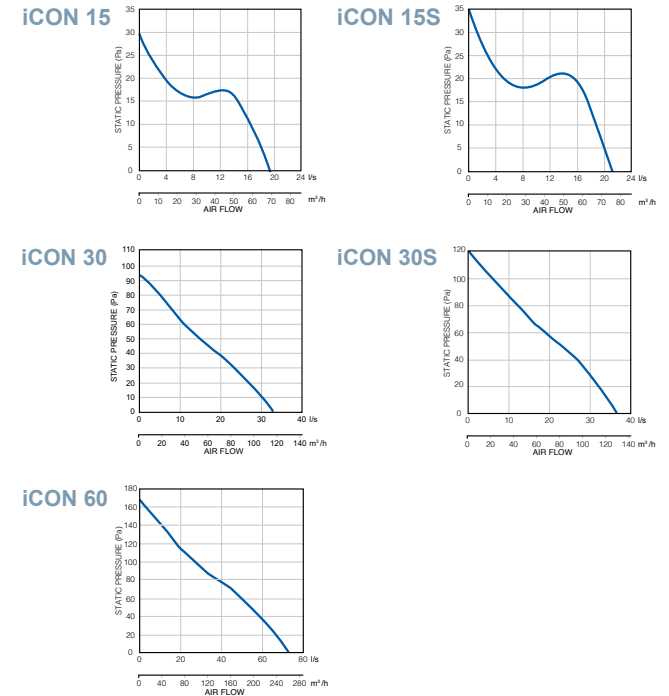 iCON 15
STATIC PRESSURE (Pa)
35
30
25
20
15
10
5
0
0 4 8 12 16 20 24 l/s
0 10 20 30 40 50 60 70 80 m³/h
AIR FLOW
iCON 15S
STATIC PRESSURE (Pa)
35
30
25
20
15
10
5
0
0 4 8 12 16 20 24 l/s
0 10 20 30 40 50 60 70 80 m³/h
AIR FLOW
iCON 30
STATIC PRESSURE (Pa)
110
100
90
80
70
60
50
40
30
20
10
0
0 10 20 30 40 l/s
0 20 40 60 80 100 120 140 m³/h
AIR FLOW
iCON 30S
STATIC PRESSURE (Pa)
120
100
80
60
40
20
0
0 10 20 30 40 l/s
0 20 40 60 80 100 120 140 m³/h
AIR FLOW
iCON 60
STATIC PRESSURE (Pa)
180
160
140
120
100
80
60
40
20
0
0 20 40 60 80 l/s
0 40 80 120 160 200 240 280 m³/h
AIR FLOW